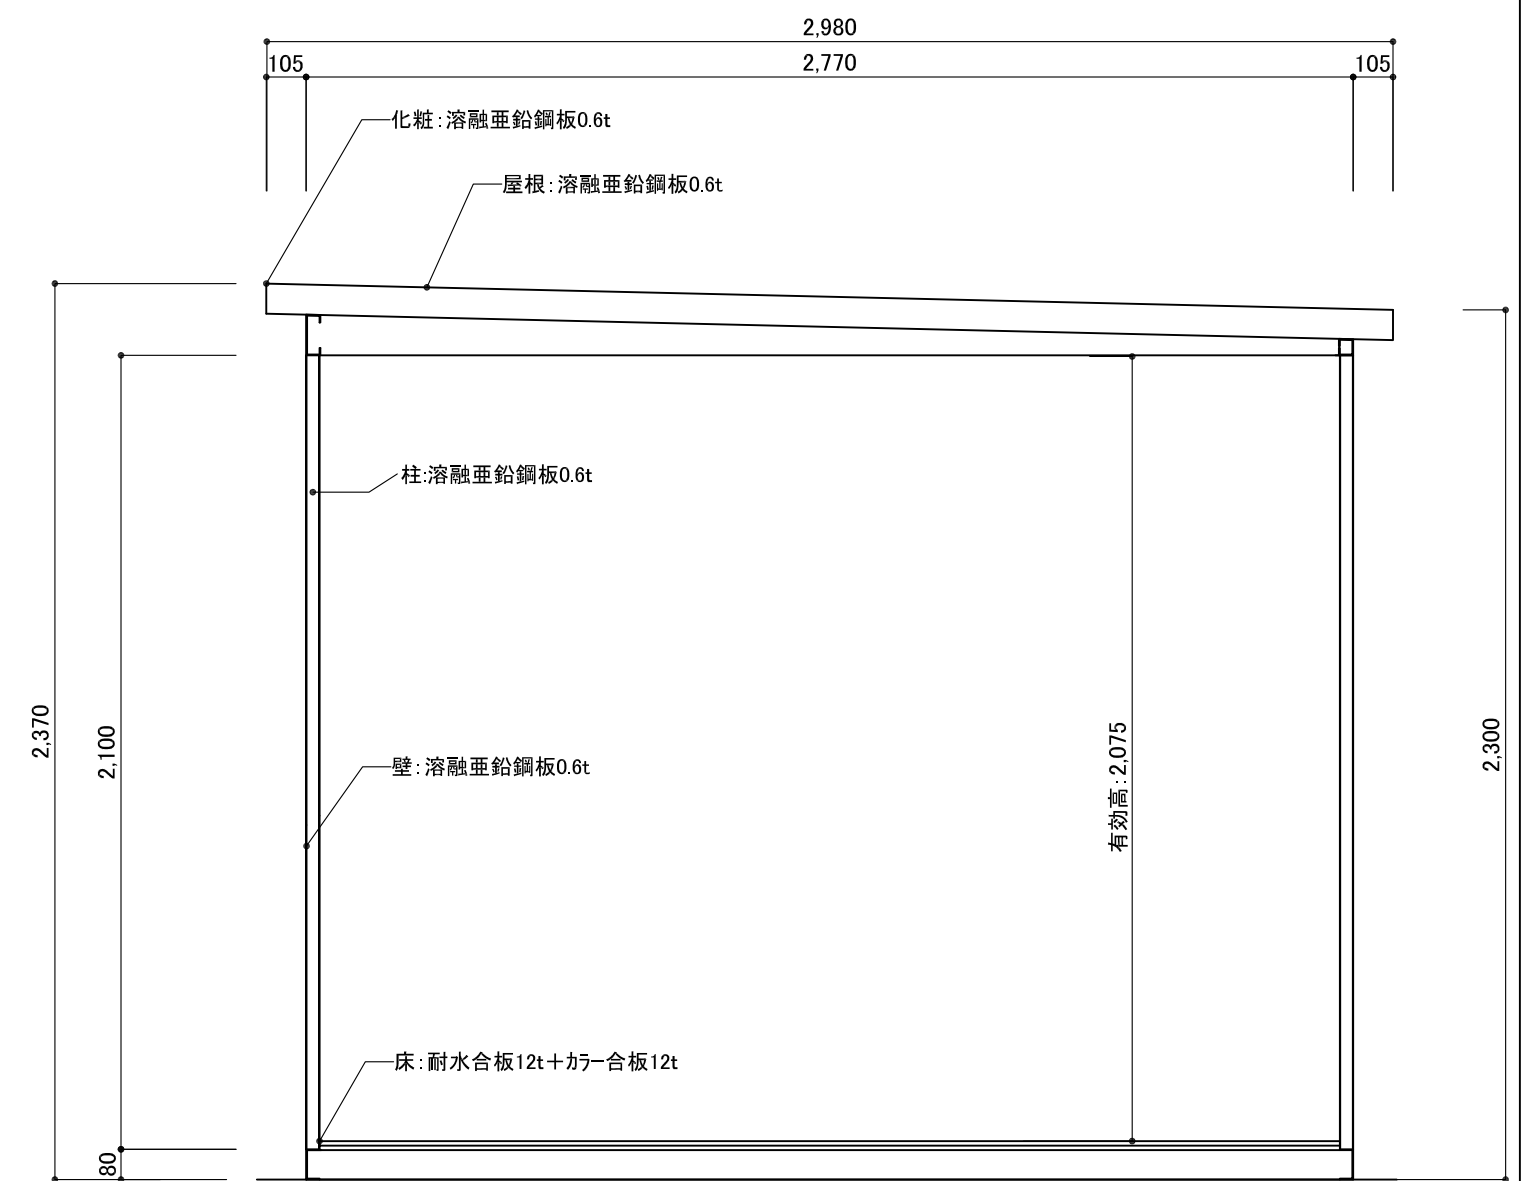 2,980
105
2,770
105
化粧:溶融亜鉛鋼板0.6t
屋根:溶融亜鉛鋼板0.6t
柱:溶融亜鉛鋼板0.6t
2,370
2,100
有効高:2,075
2,300
壁:溶融亜鉛鋼板0.6t
床:耐水合板12t+カラー合板12t
80